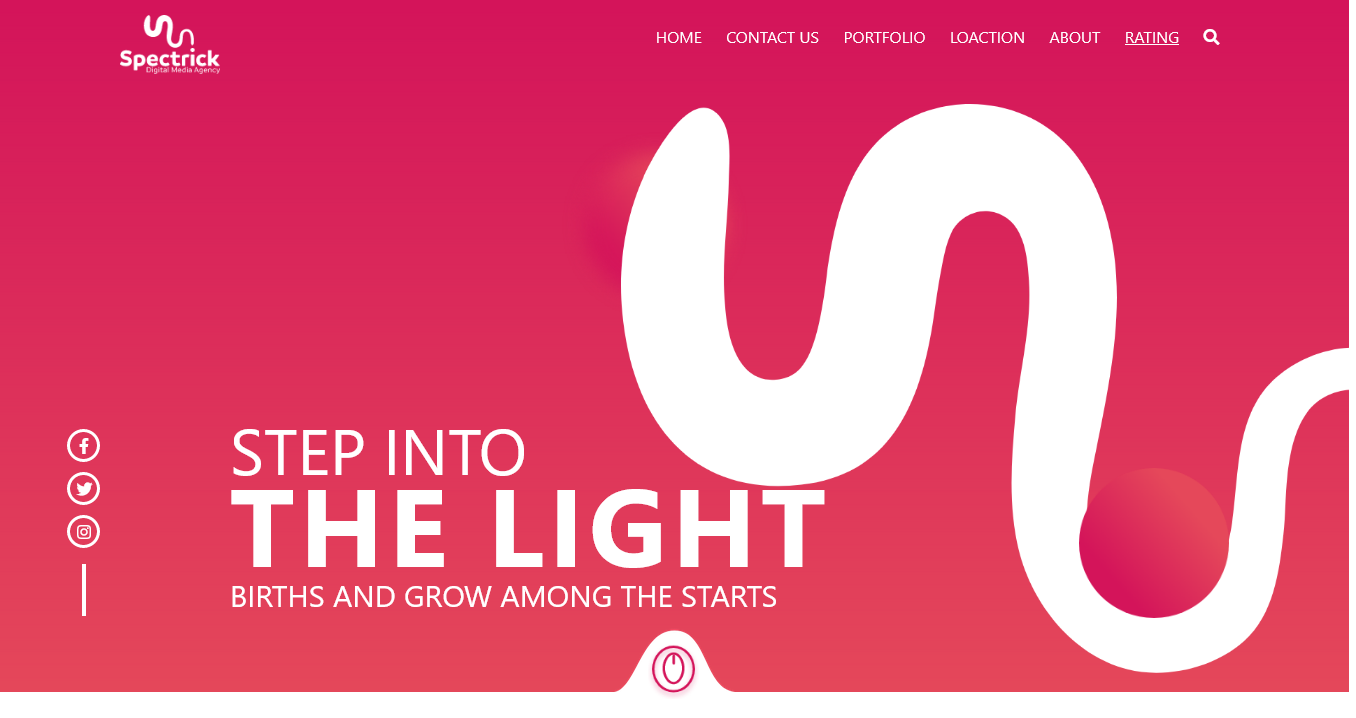 Spectrick
Digital Media Agency
HOME CONTACT US PORTFOLIO LOACTION ABOUT RATING
STEP INTO
THE LIGHT
BIRTHS AND GROW AMONG THE STARTS